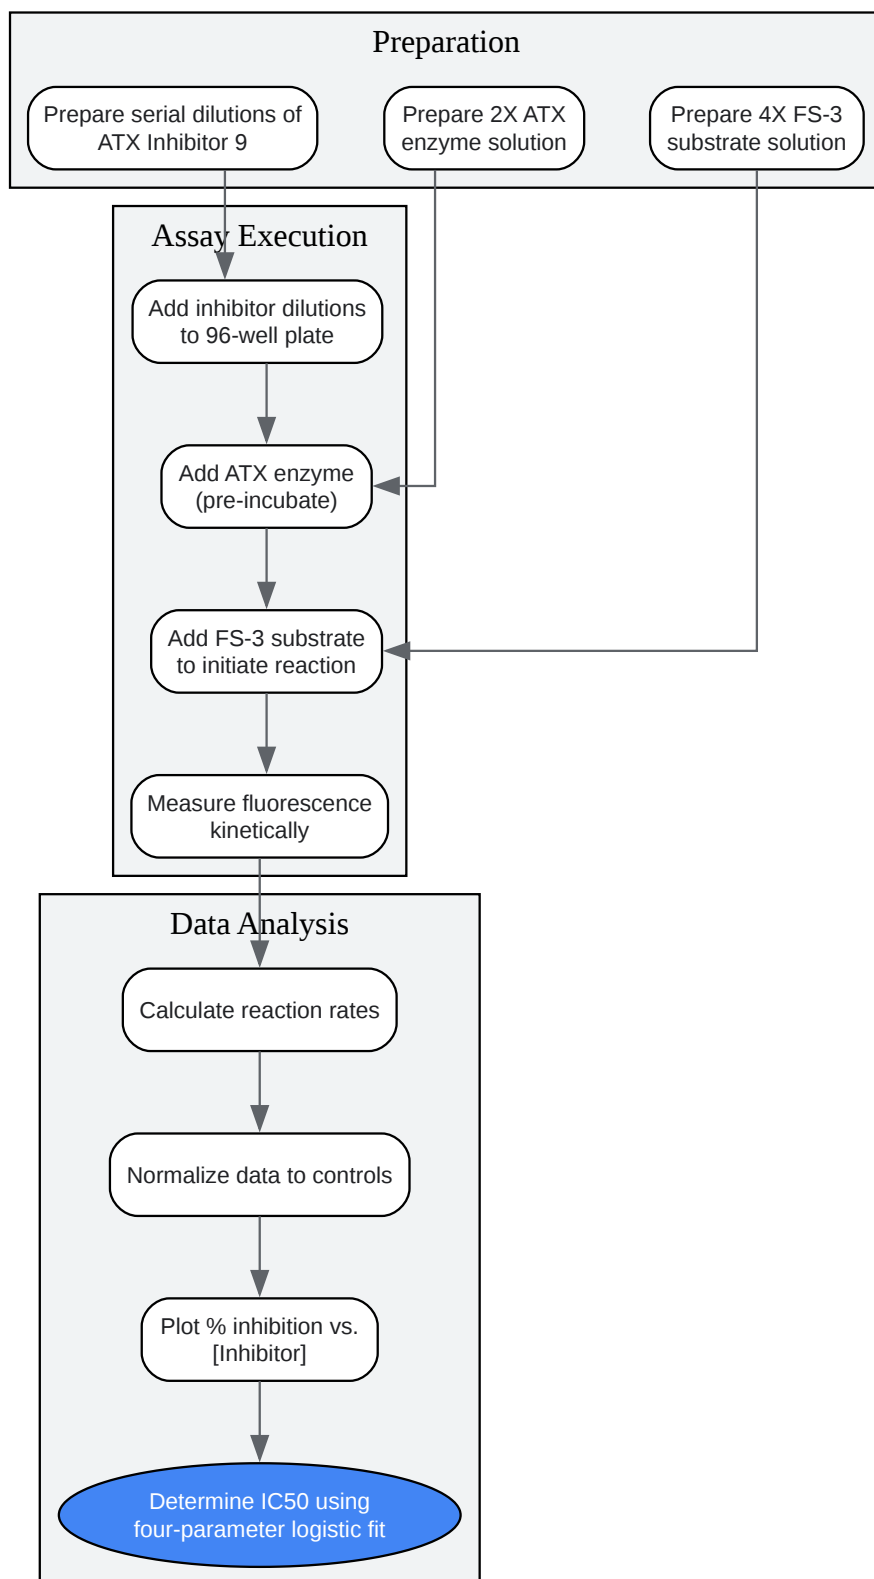 Preparation
Prepare serial dilutions of
ATX Inhibitor 9
Prepare 2X ATX
enzyme solution
Prepare 4X FS-3
substrate solution
Assay Execution
Add inhibitor dilutions
to 96-well plate
Add ATX enzyme
(pre-incubate)
Add FS-3 substrate
to initiate reaction
Measure fluorescence
kinetically
Data Analysis
Calculate reaction rates
Normalize data to controls
Plot % inhibition vs.
[Inhibitor]
Determine IC50 using
four-parameter logistic fit